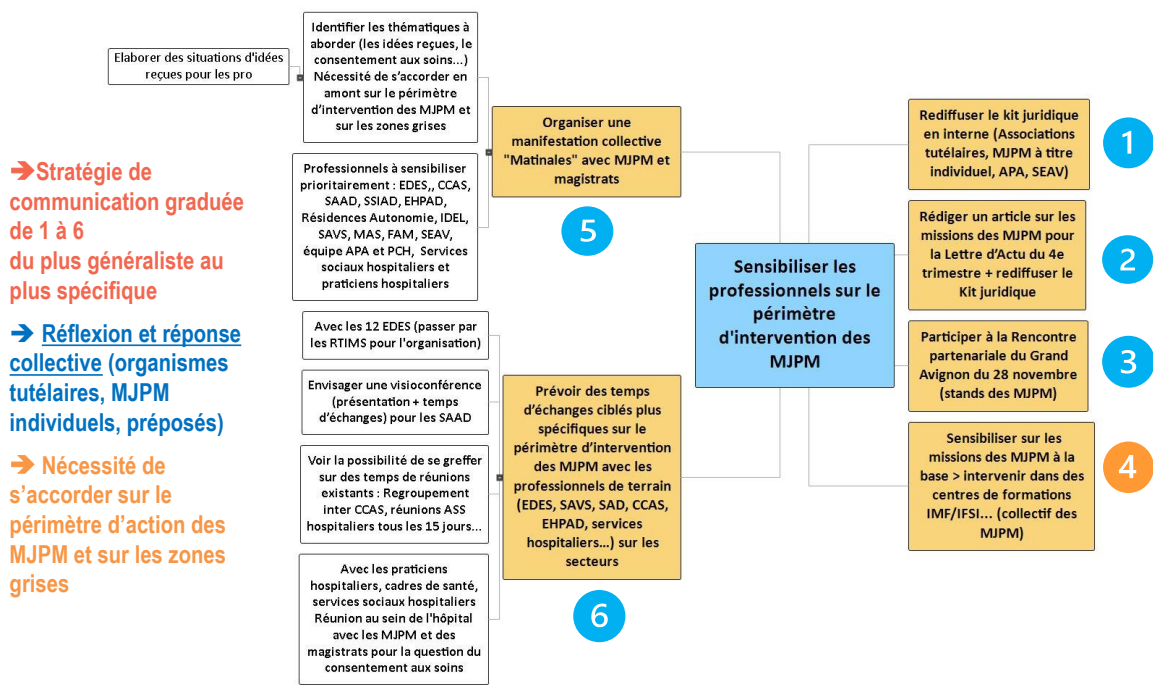 Elaborer des situations d'idées
reçues pour les pro
Identifier les thématiques à
aborder (les idées reçues, le
consentement aux soins...)
Nécessité de s'accorder en
amont sur le périmètre
d'intervention des MJPM et
sur les zones grises
Professionnels à sensibiliser
prioritairement : EDES,, CCAS,
SAAD, SSIAD, EHPAD,
Résidences Autonomie, IDEL,
SAVS, MAS, FAM, SEAV,
équipe APA et PCH, Services
sociaux hospitaliers et
praticiens hospitaliers
Organiser une
manifestation collective
"Matinales" avec MJPM et
magistrats
5
➔Stratégie de
communication graduée
de 1 à 6
du plus généraliste au
plus spécifique
➔ Réflexion et réponse
collective (organismes
tutélaires, MJPM
individuels, préposés)
➔ Nécessité de
s'accorder sur le
périmètre d'action des
MJPM et sur les zones
grises
Avec les 12 EDES (passer par
les RTIMS pour l'organisation)
Envisager une visioconférence
(présentation + temps
d'échanges) pour les SAAD
Voir la possibilité de se greffer
sur des temps de réunions
existants : Regroupement
inter CCAS, réunions ASS
hospitaliers tous les 15 jours...
Avec les praticiens
hospitaliers, cadres de santé,
services sociaux hospitaliers
Réunion au sein de l'hôpital
avec les MJPM et des
magistrats pour la question du
consentement aux soins
Prévoir des temps
d'échanges ciblés plus
spécifiques sur le
périmètre d'intervention
des MJPM avec les
professionnels de terrain
(EDES, SAVS, SAD, CCAS,
EHPAD, services
hospitaliers...) sur les
secteurs
6
Sensibiliser les
professionnels sur le
périmètre
d'intervention des
MJPM
Rediffuser le kit juridique
en interne (Associations
tutélaires, MJPM à titre
individuel, APA, SEAV)
1
Rédiger un article sur les
missions des MJPM pour
la Lettre d'Actu du 4e
trimestre + rediffuser le
Kit juridique
2
Participer à la Rencontre
partenariale du Grand
Avignon du 28 novembre
(stands des MJPM)
3
Sensibiliser sur les
missions des MJPM à la
base > intervenir dans des
centres de formations
IMF/IFSI... (collectif des
MJPM)
4